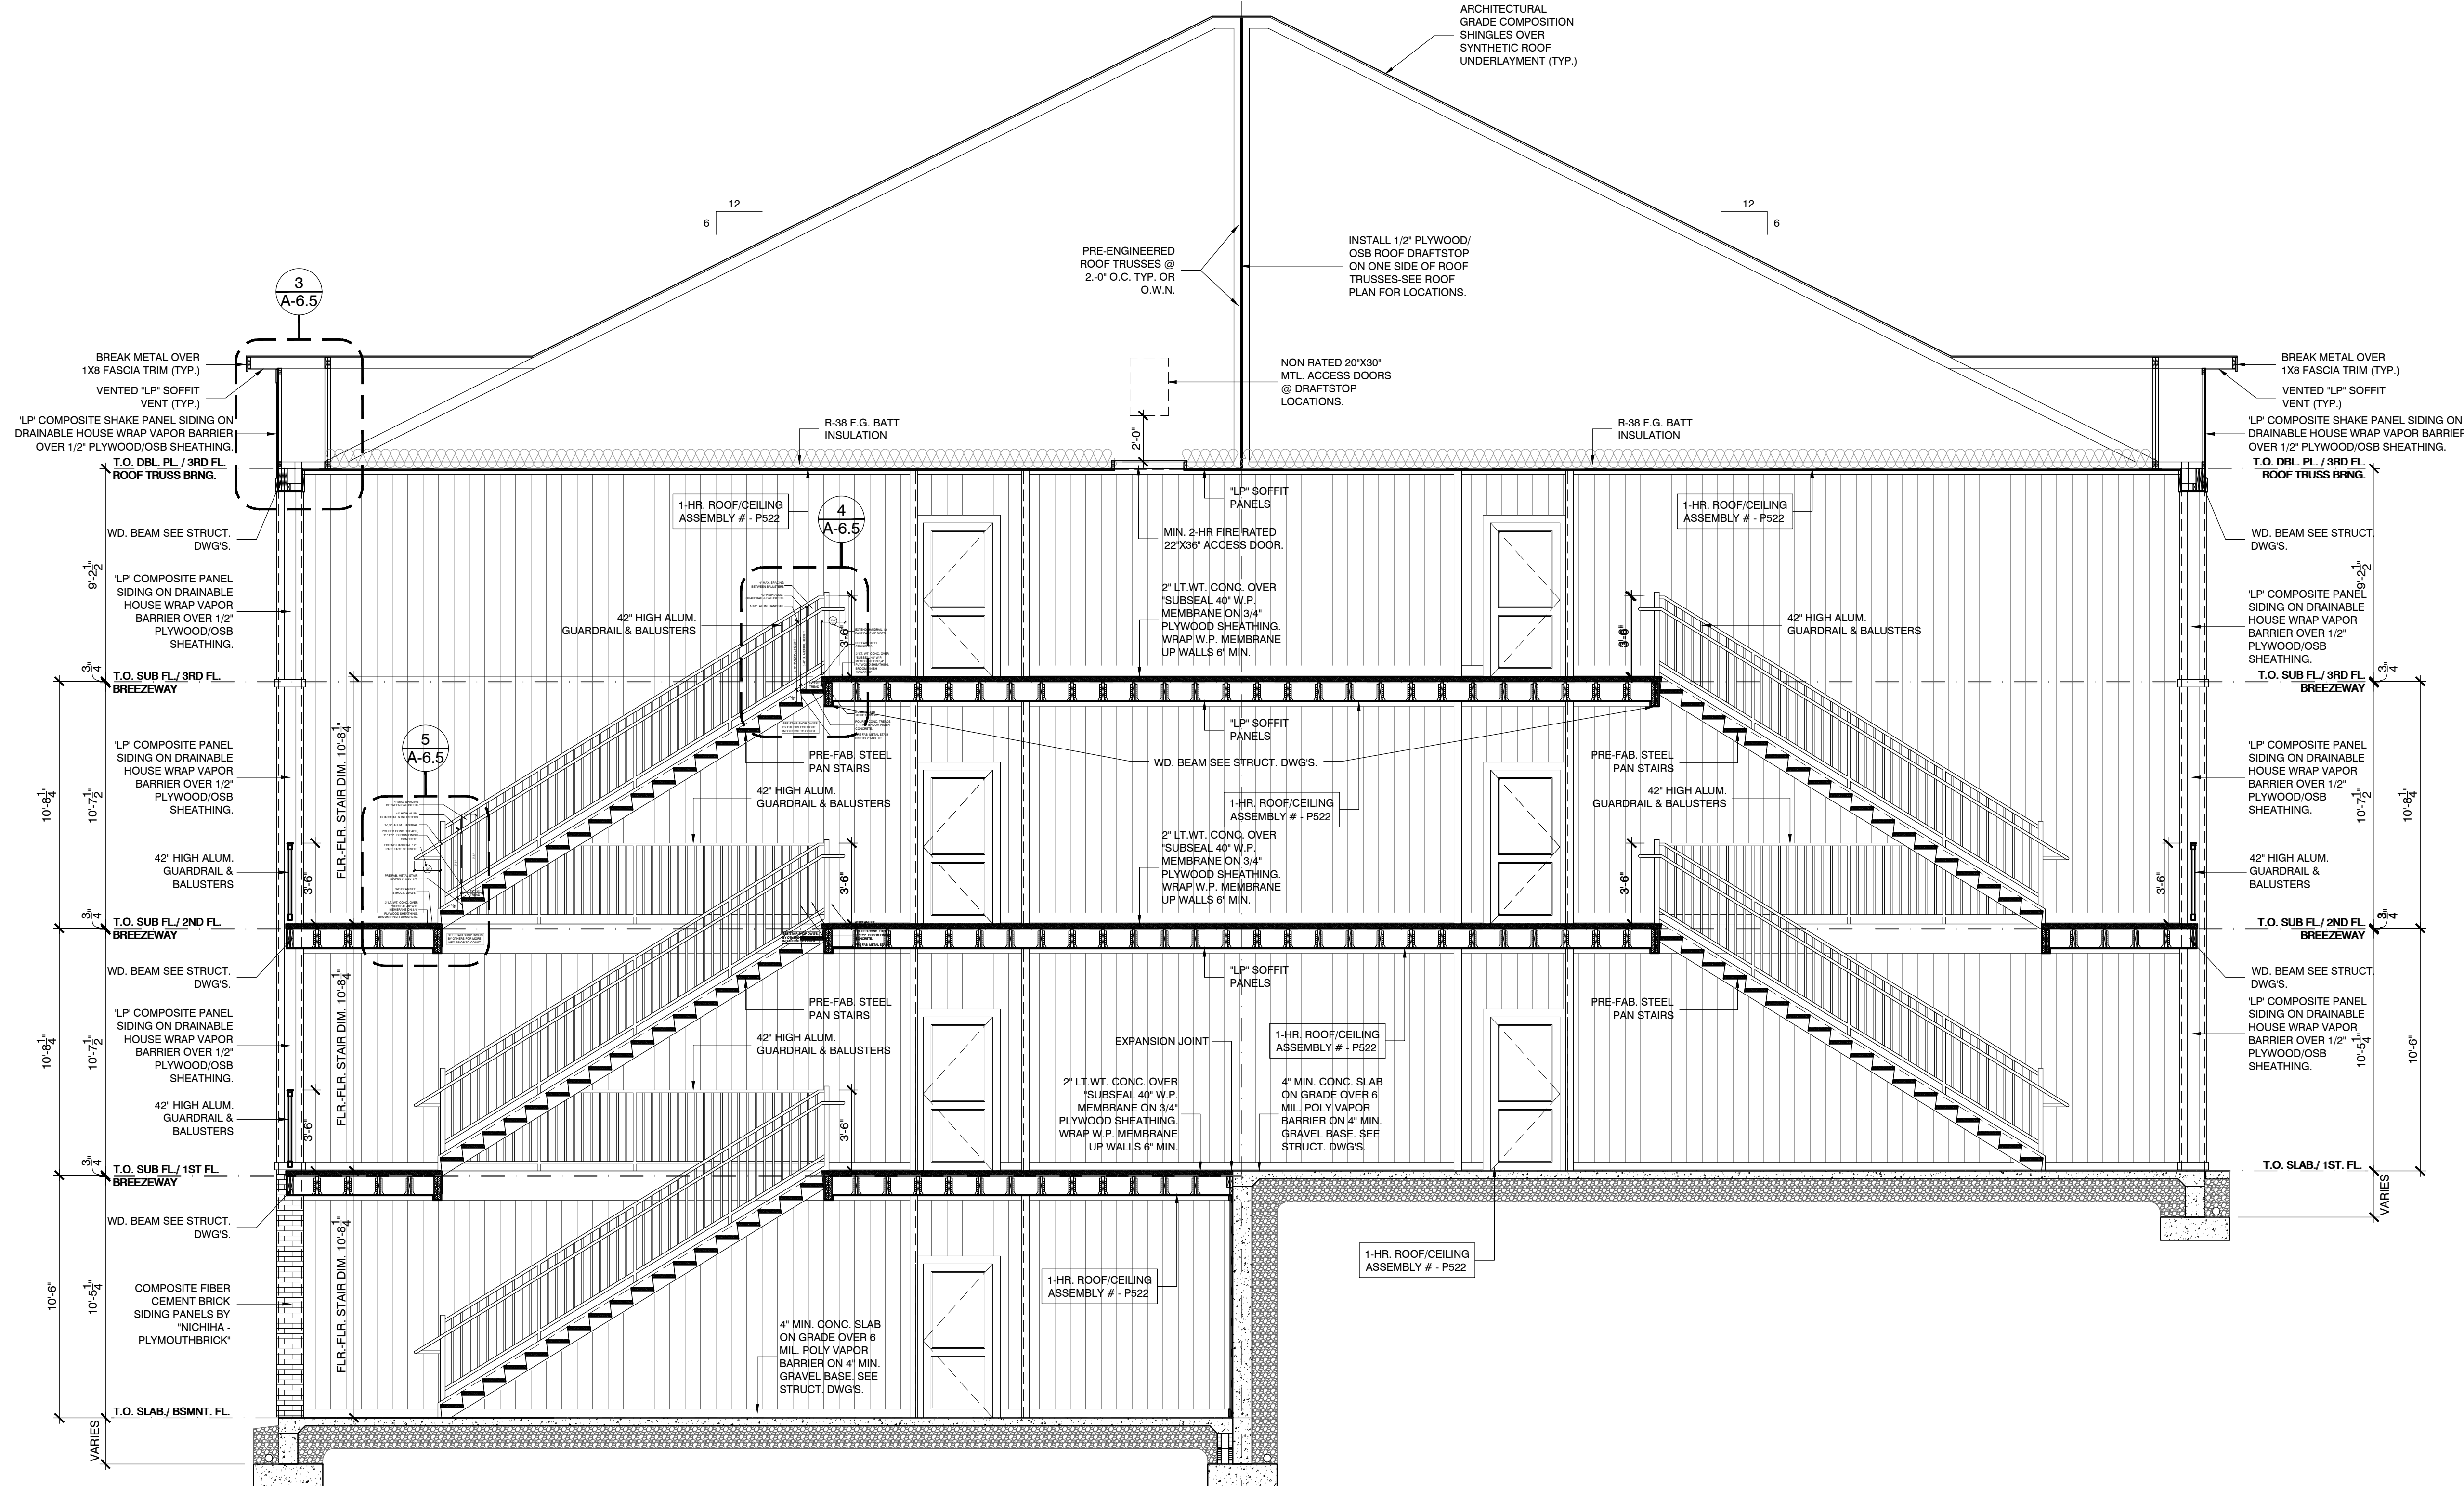 ARCHITECTURAL
GRADE COMPOSITION
SHINGLES OVER
SYNTHETIC ROOF
UNDERLAYMENT (TYP.)
12
6
12
6
PRE-ENGINEERED
ROOF TRUSSES @
2.-0" O.C. TYP. OR
O.W.N.
INSTALL 1/2" PLYWOOD/
OSB ROOF DRAFTSTOP
ON ONE SIDE OF ROOF
TRUSSES-SEE ROOF
PLAN FOR LOCATIONS.
3
A-6.5
BREAK METAL OVER
1X8 FASCIA TRIM (TYP.)
VENTED "LP" SOFFIT
VENT (TYP.)
'LP' COMPOSITE SHAKE PANEL SIDING ON
DRAINABLE HOUSE WRAP VAPOR BARRIER
OVER 1/2" PLYWOOD/OSB SHEATHING.
T.O. DBL. PL. / 3RD FL.
ROOF TRUSS BRNG.
NON RATED 20"X30"
MTL. ACCESS DOORS
@ DRAFTSTOP
LOCATIONS.
2'-0"
R-38 F.G. BATT
INSULATION
R-38 F.G. BATT
INSULATION
BREAK METAL OVER
1X8 FASCIA TRIM (TYP.)
VENTED "LP" SOFFIT
VENT (TYP.)
'LP' COMPOSITE SHAKE PANEL SIDING ON
DRAINABLE HOUSE WRAP VAPOR BARRIER
OVER 1/2" PLYWOOD/OSB SHEATHING.
T.O. DBL. PL. / 3RD FL.
ROOF TRUSS BRNG.
1-HR. ROOF/CEILING
ASSEMBLY # - P522
4
A-6.5
"LP" SOFFIT
PANELS
MIN. 2-HR FIRE RATED
22"X36" ACCESS DOOR.
1-HR. ROOF/CEILING
ASSEMBLY # - P522
WD. BEAM SEE STRUCT.
DWG'S.
WD. BEAM SEE STRUCT.
DWG'S.
9'-2 1/2"
'LP' COMPOSITE PANEL
SIDING ON DRAINABLE
HOUSE WRAP VAPOR
BARRIER OVER 1/2"
PLYWOOD/OSB
SHEATHING.
42" HIGH ALUM.
GUARDRAIL & BALUSTERS
3'-6"
2" LT.WT. CONC. OVER
"SUBSEAL 40" W.P.
MEMBRANE ON 3/4"
PLYWOOD SHEATHING.
WRAP W.P. MEMBRANE
UP WALLS 6" MIN.
3'-6"
42" HIGH ALUM.
GUARDRAIL & BALUSTERS
9'-2 1/2"
'LP' COMPOSITE PANEL
SIDING ON DRAINABLE
HOUSE WRAP VAPOR
BARRIER OVER 1/2"
PLYWOOD/OSB
SHEATHING.
3/4"
T.O. SUB FL./ 3RD FL.
BREEZEWAY
3/4"
T.O. SUB FL./ 3RD FL.
BREEZEWAY
5
A-6.5
"LP" SOFFIT
PANELS
PRE-FAB. STEEL
PAN STAIRS
WD. BEAM SEE STRUCT. DWG'S.
PRE-FAB. STEEL
PAN STAIRS
10'-8 1/4"
10'-7 1/2"
'LP' COMPOSITE PANEL
SIDING ON DRAINABLE
HOUSE WRAP VAPOR
BARRIER OVER 1/2"
PLYWOOD/OSB
SHEATHING.
FLR.-FLR. STAIR DIM. 10'-8 1/4"
42" HIGH ALUM.
GUARDRAIL & BALUSTERS
1-HR. ROOF/CEILING
ASSEMBLY # - P522
42" HIGH ALUM.
GUARDRAIL & BALUSTERS
'LP' COMPOSITE PANEL
SIDING ON DRAINABLE
HOUSE WRAP VAPOR
BARRIER OVER 1/2"
PLYWOOD/OSB
SHEATHING.
10'-7 1/2"
10'-8 1/4"
42" HIGH ALUM.
GUARDRAIL &
BALUSTERS
3'-6"
3'-6"
2" LT.WT. CONC. OVER
"SUBSEAL 40" W.P.
MEMBRANE ON 3/4"
PLYWOOD SHEATHING.
WRAP W.P. MEMBRANE
UP WALLS 6" MIN.
3'-6"
3'-6"
42" HIGH ALUM.
GUARDRAIL &
BALUSTERS
3/4"
T.O. SUB FL./ 2ND FL.
BREEZEWAY
3/4"
T.O. SUB FL./ 2ND FL.
BREEZEWAY
WD. BEAM SEE STRUCT.
DWG'S.
"LP" SOFFIT
PANELS
WD. BEAM SEE STRUCT.
DWG'S.
PRE-FAB. STEEL
PAN STAIRS
PRE-FAB. STEEL
PAN STAIRS
10'-8 1/4"
10'-7 1/2"
'LP' COMPOSITE PANEL
SIDING ON DRAINABLE
HOUSE WRAP VAPOR
BARRIER OVER 1/2"
PLYWOOD/OSB
SHEATHING.
FLR.-FLR. STAIR DIM. 10'-8 1/4"
42" HIGH ALUM.
GUARDRAIL & BALUSTERS
EXPANSION JOINT
1-HR. ROOF/CEILING
ASSEMBLY # - P522
'LP' COMPOSITE PANEL
SIDING ON DRAINABLE
HOUSE WRAP VAPOR
BARRIER OVER 1/2"
PLYWOOD/OSB
SHEATHING.
10'-5 1/4"
10'-6"
42" HIGH ALUM.
GUARDRAIL &
BALUSTERS
3'-6"
3'-6"
2" LT.WT. CONC. OVER
"SUBSEAL 40" W.P.
MEMBRANE ON 3/4"
PLYWOOD SHEATHING.
WRAP W.P. MEMBRANE
UP WALLS 6" MIN.
4" MIN. CONC. SLAB
ON GRADE OVER 6
MIL. POLY VAPOR
BARRIER ON 4" MIN.
GRAVEL BASE. SEE
STRUCT. DWG'S.
3/4"
T.O. SUB FL./ 1ST FL.
BREEZEWAY
T.O. SLAB./ 1ST. FL.
VARIES
WD. BEAM SEE STRUCT.
DWG'S.
1-HR. ROOF/CEILING
ASSEMBLY # - P522
1-HR. ROOF/CEILING
ASSEMBLY # - P522
10'-6"
10'-5 1/4"
COMPOSITE FIBER
CEMENT BRICK
SIDING PANELS BY
"NICHIHA -
PLYMOUTHBRICK"
FLR.-FLR. STAIR DIM. 10'-8 1/4"
4" MIN. CONC. SLAB
ON GRADE OVER 6
MIL. POLY VAPOR
BARRIER ON 4" MIN.
GRAVEL BASE. SEE
STRUCT. DWG'S.
T.O. SLAB./ BSMNT. FL.
VARIES